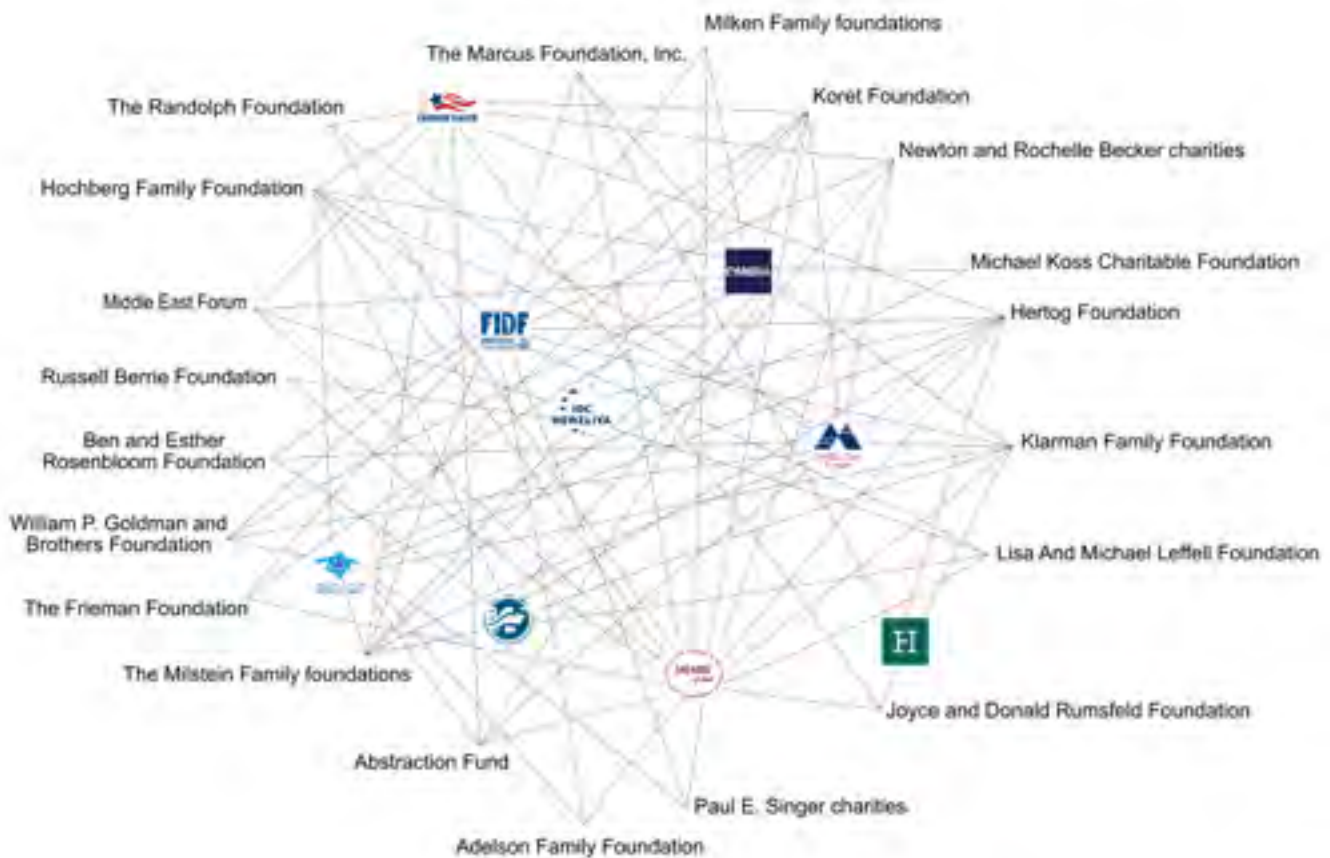 Milken Family foundations
The Marcus Foundation, Inc.
Koret Foundation
The Randolph Foundation
Newton and Rochelle Becker charities
Hochberg Family Foundation
Michael Koss Charitable Foundation
Middle East Forum
Hertog Foundation
FIDF
Russell Berrie Foundation
IDC
HERZLIYA
Ben and Esther
Rosenbloom Foundation
Klarman Family Foundation
William P. Goldman and
Brothers Foundation
Lisa And Michael Leffell Foundation
The Frieman Foundation
H
The Milstein Family foundations
Joyce and Donald Rumsfeld Foundation
Abstraction Fund
Paul E. Singer charities
Adelson Family Foundation